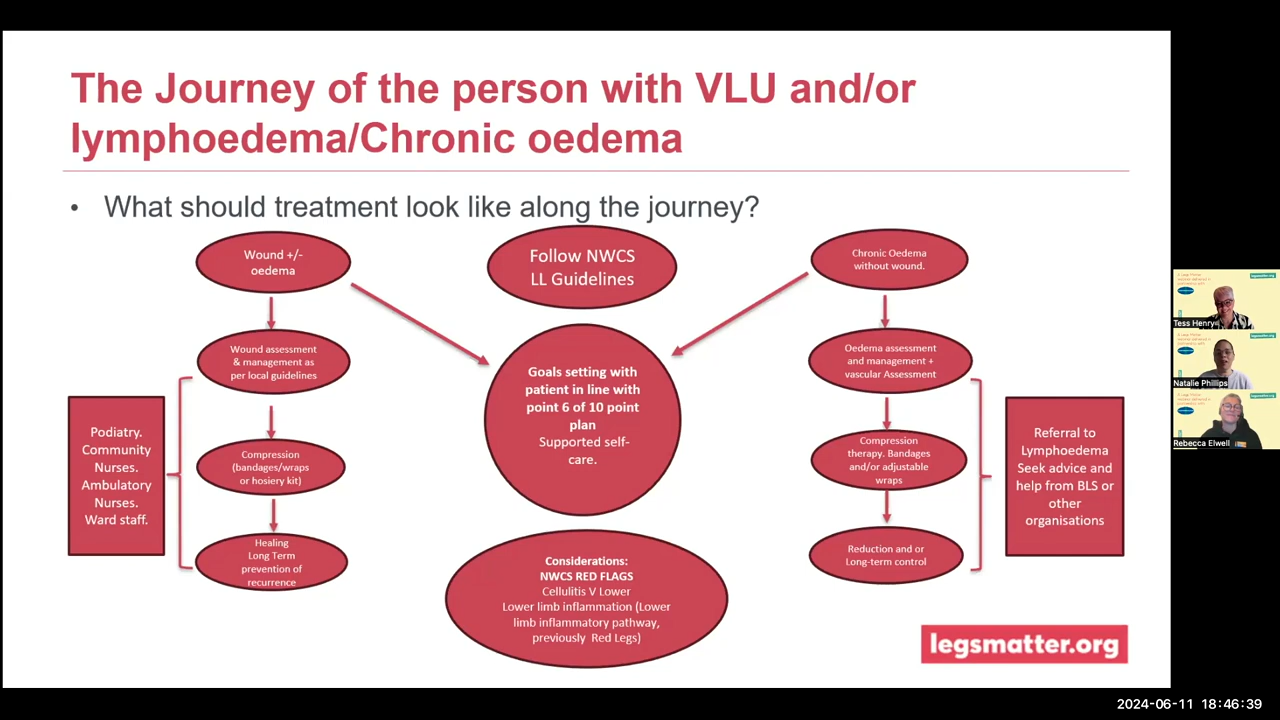 The Journey of the person with VLU and/or
lymphoedema/Chronic oedema
• What should treatment look like along the journey?
Wound +/-
oedema
Wound assessment
& management as
per local guidelines
Compression
(bandages/wraps
or hosiery kit)
Healing
Long Term
prevention of
recurrence
Podiatry.
Community
Nurses.
Ambulatory
Nurses.
Ward staff.
Follow NWCS
LL Guidelines
Goals setting with
patient in line with
point 6 of 10 point
plan
Supported self-
care.
Considerations:
NWCS RED FLAGS
Cellulitis V Lower
Lower limb inflammation (Lower
limb inflammatory pathway,
previously Red Legs)
Chronic Oedema
without wound.
Oedema assessment
and management +
vascular Assessment
Compression
therapy. Bandages
and/or adjustable
wraps
Reduction and or
Long-term control
Referral to
Lymphoedema
Seek advice and
help from BLS or
other
organisations
legsmatter.org
legsmatter.org
Tess Henry
legsmatter.org
Natalie Phillips
legsmatter.org
Rebecca Elwell
2024-06-11 18:46:39